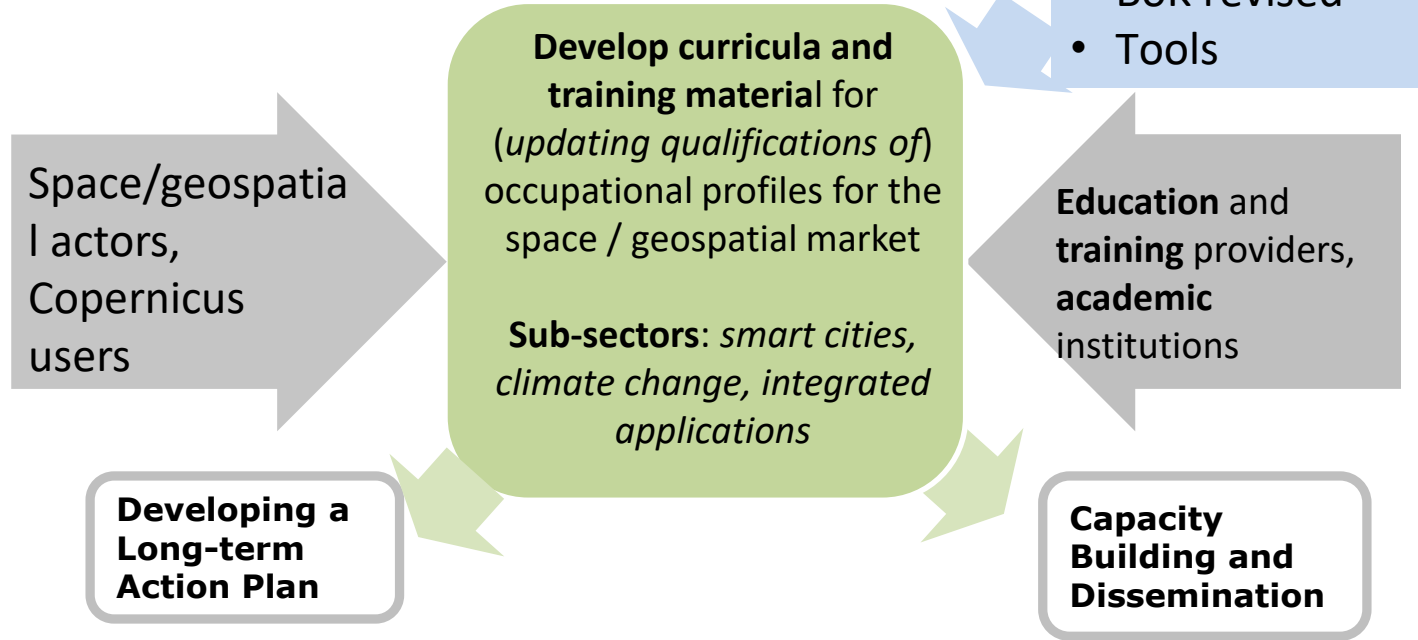 BoK revised
• Tools
Develop curricula and
training material for
(updating qualifications of)
occupational profiles for the
space / geospatial market
Sub-sectors: smart cities,
climate change, integrated
applications
Space/geospatia
l actors,
Copernicus
users
Education and
training providers,
academic
institutions
Developing a
Long-term
Action Plan
Capacity
Building and
Dissemination